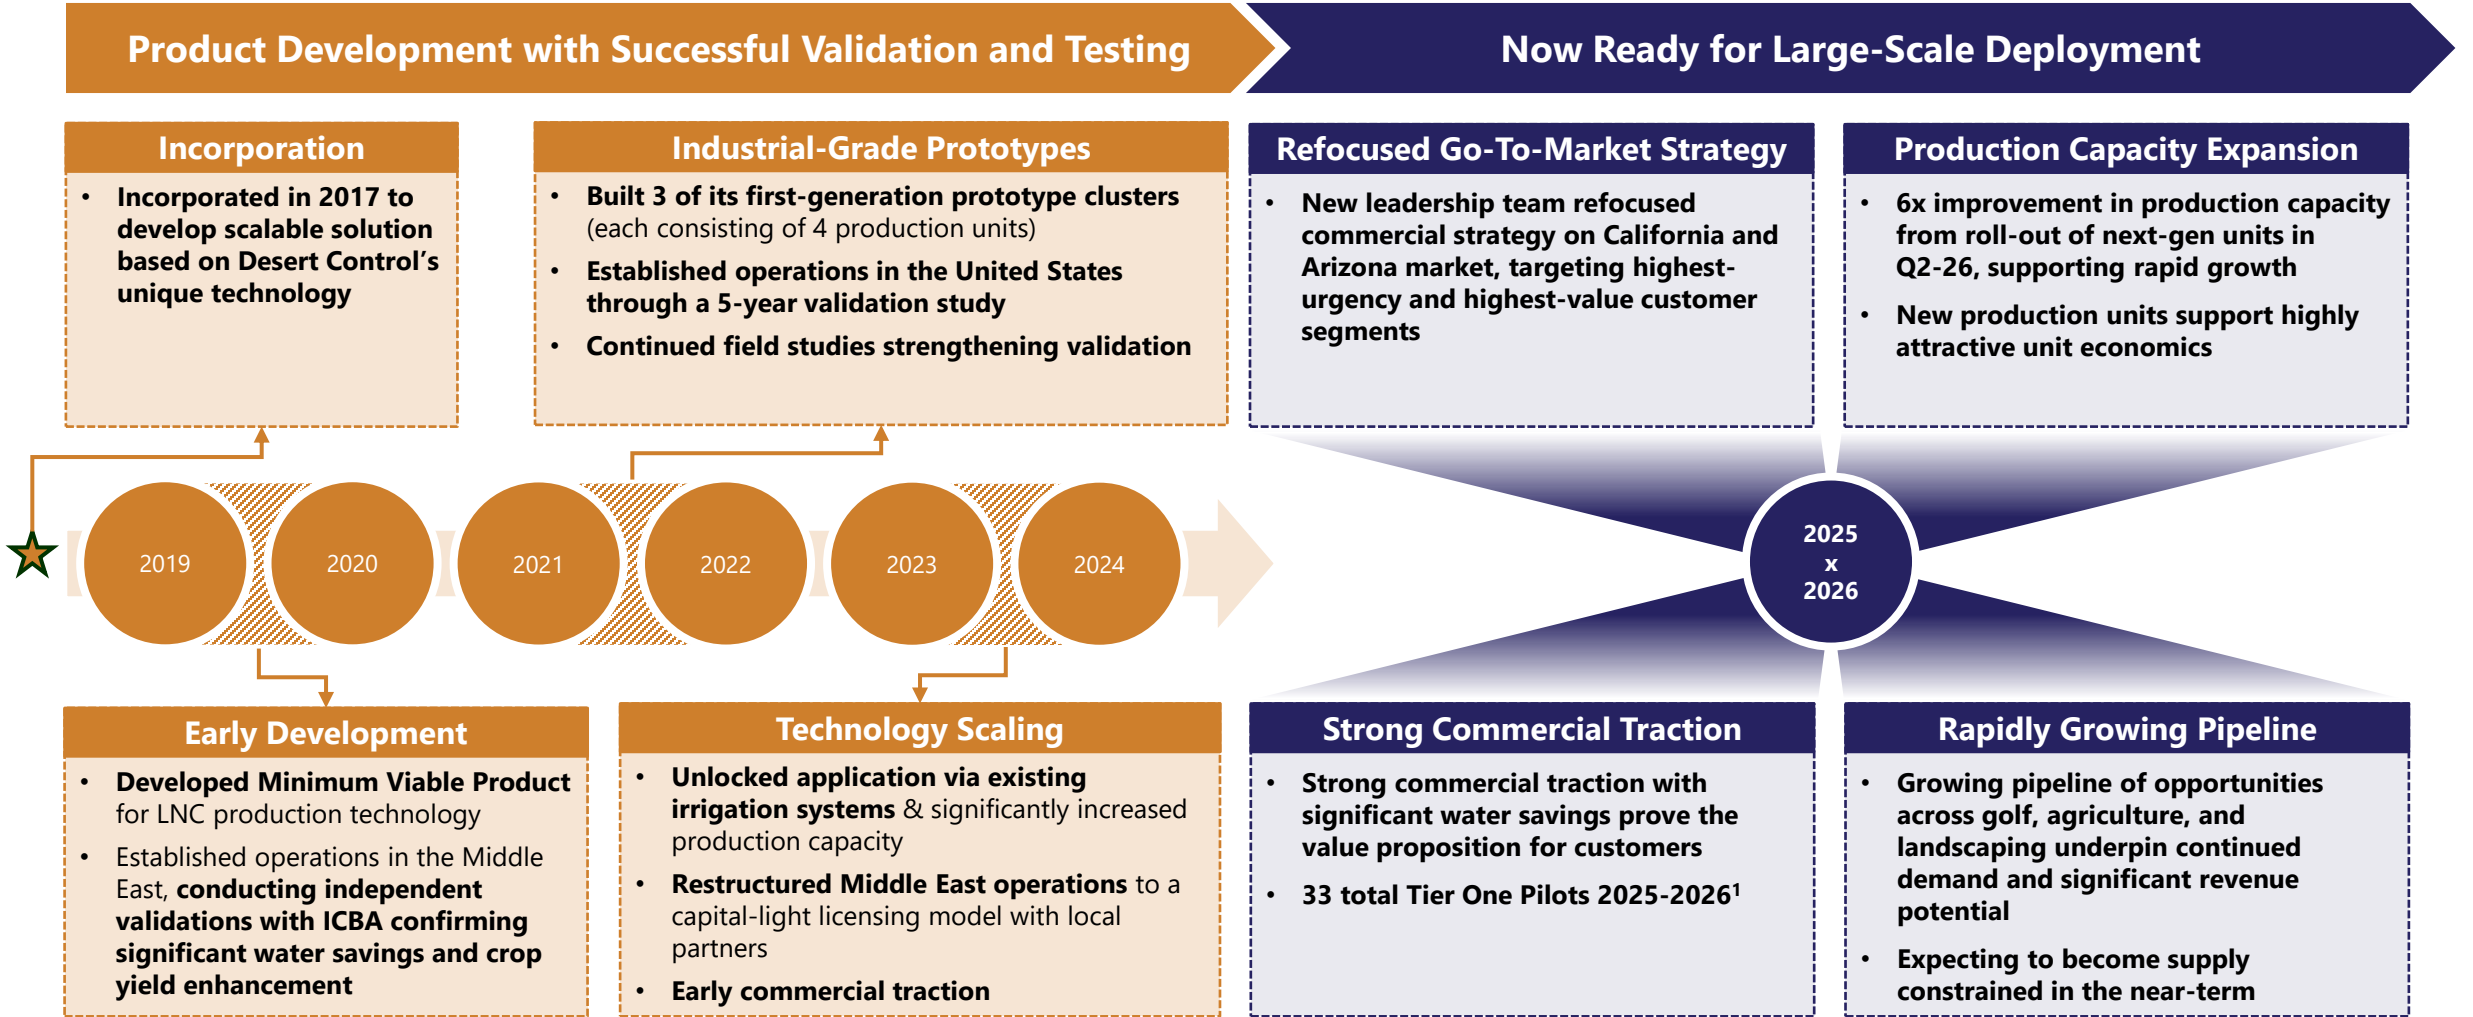 Product Development with Successful Validation and Testing
Now Ready for Large-Scale Deployment
Incorporation
• Incorporated in 2017 to
develop scalable solution
based on Desert Control's
unique technology
Industrial-Grade Prototypes
• Built 3 of its first-generation prototype clusters
(each consisting of 4 production units)
• Established operations in the United States
through a 5-year validation study
• Continued field studies strengthening validation
Refocused Go-To-Market Strategy
• New leadership team refocused
commercial strategy on California and
Arizona market, targeting highest-
urgency and highest-value customer
segments
Production Capacity Expansion
• 6x improvement in production capacity
from roll-out of next-gen units in
Q2-26, supporting rapid growth
• New production units support highly
attractive unit economics
2019
2020
2021
2022
2023
2024
2025
x
2026
Early Development
• Developed Minimum Viable Product
for LNC production technology
• Established operations in the Middle
East, conducting independent
validations with ICBA confirming
significant water savings and crop
yield enhancement
Technology Scaling
• Unlocked application via existing
irrigation systems & significantly increased
production capacity
• Restructured Middle East operations to a
capital-light licensing model with local
partners
• Early commercial traction
Strong Commercial Traction
• Strong commercial traction with
significant water savings prove the
value proposition for customers
• 33 total Tier One Pilots 2025-2026¹
Rapidly Growing Pipeline
• Growing pipeline of opportunities
across golf, agriculture, and
landscaping underpin continued
demand and significant revenue
potential
• Expecting to become supply
constrained in the near-term